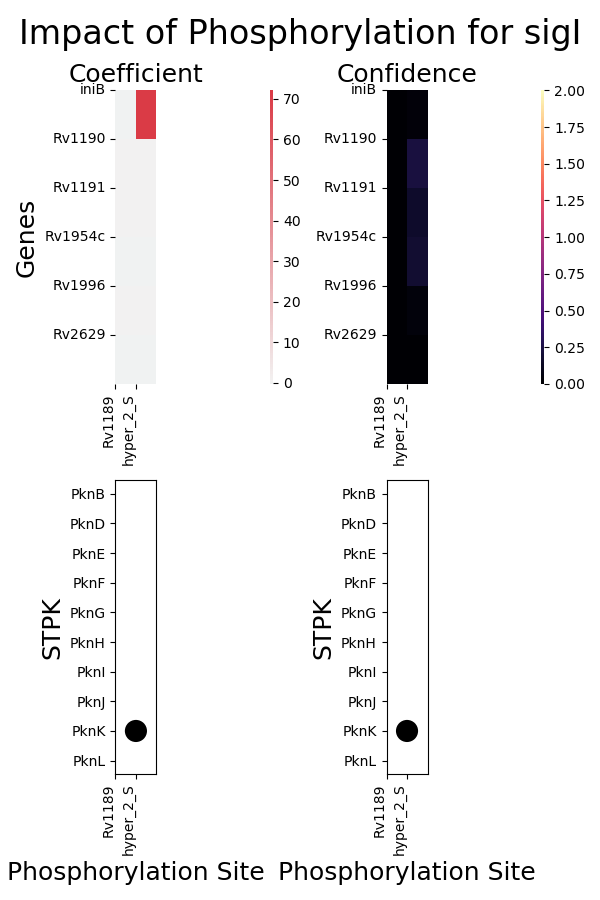 Impact of Phosphorylation for sigI
Coefficient
Confidence
Genes
iniB
Rv1190
Rv1191
Rv1954c
Rv1996
Rv2629
70
60
50
40
30
20
10
0
Rv1189
hyper_2_S
iniB
Rv1190
Rv1191
Rv1954c
Rv1996
Rv2629
2.00
1.75
1.50
1.25
1.00
0.75
0.50
0.25
0.00
Rv1189
hyper_2_S
STPK
PknB
PknD
PknE
PknF
PknG
PknH
PknI
PknJ
PknK
PknL
Rv1189
hyper_2_S
Phosphorylation Site
STPK
PknB
PknD
PknE
PknF
PknG
PknH
PknI
PknJ
PknK
PknL
Rv1189
hyper_2_S
Phosphorylation Site